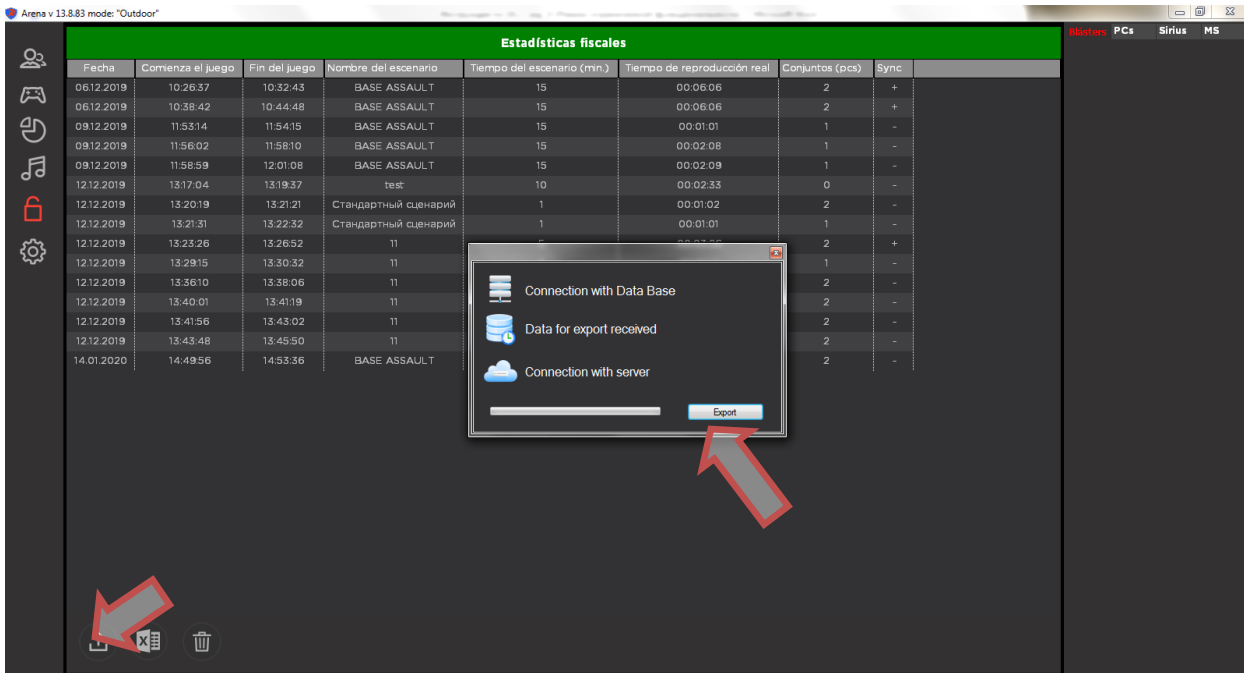 Arena v 13.8.83 mode: "Outdoor"
Blasters PCs Sirius MS
Estadísticas fiscales
Fecha Comienza el juego Fin del juego Nombre del escenario Tiempo del escenario (min.) Tiempo de reproducción real Conjuntos (pcs) Sync
06.12.2019 10:26:37 10:32:43 BASE ASSAULT 15 00:06:06 2 +
06.12.2019 10:38:42 10:44:48 BASE ASSAULT 15 00:06:06 2 +
09.12.2019 11:53:14 11:54:15 BASE ASSAULT 15 00:01:01 1 -
09.12.2019 11:56:02 11:58:10 BASE ASSAULT 15 00:02:08 1 -
09.12.2019 11:58:59 12:01:08 BASE ASSAULT 15 00:02:09 1 -
12.12.2019 13:17:04 13:19:37 test 10 00:02:33 0 -
12.12.2019 13:20:19 13:21:21 Стандартный сценарий 1 00:01:02 2 -
12.12.2019 13:21:31 13:22:32 Стандартный сценарий 1 00:01:01 1 -
12.12.2019 13:23:26 13:26:52 11 2 +
12.12.2019 13:29:15 13:30:32 11 1 -
12.12.2019 13:36:10 13:38:06 11 2 -
12.12.2019 13:40:01 13:41:19 11 2 -
12.12.2019 13:41:56 13:43:02 11 2 -
12.12.2019 13:43:48 13:45:50 11 2 -
14.01.2020 14:49:56 14:53:36 BASE ASSAULT 2 -
Connection with Data Base
Data for export received
Connection with server
Export